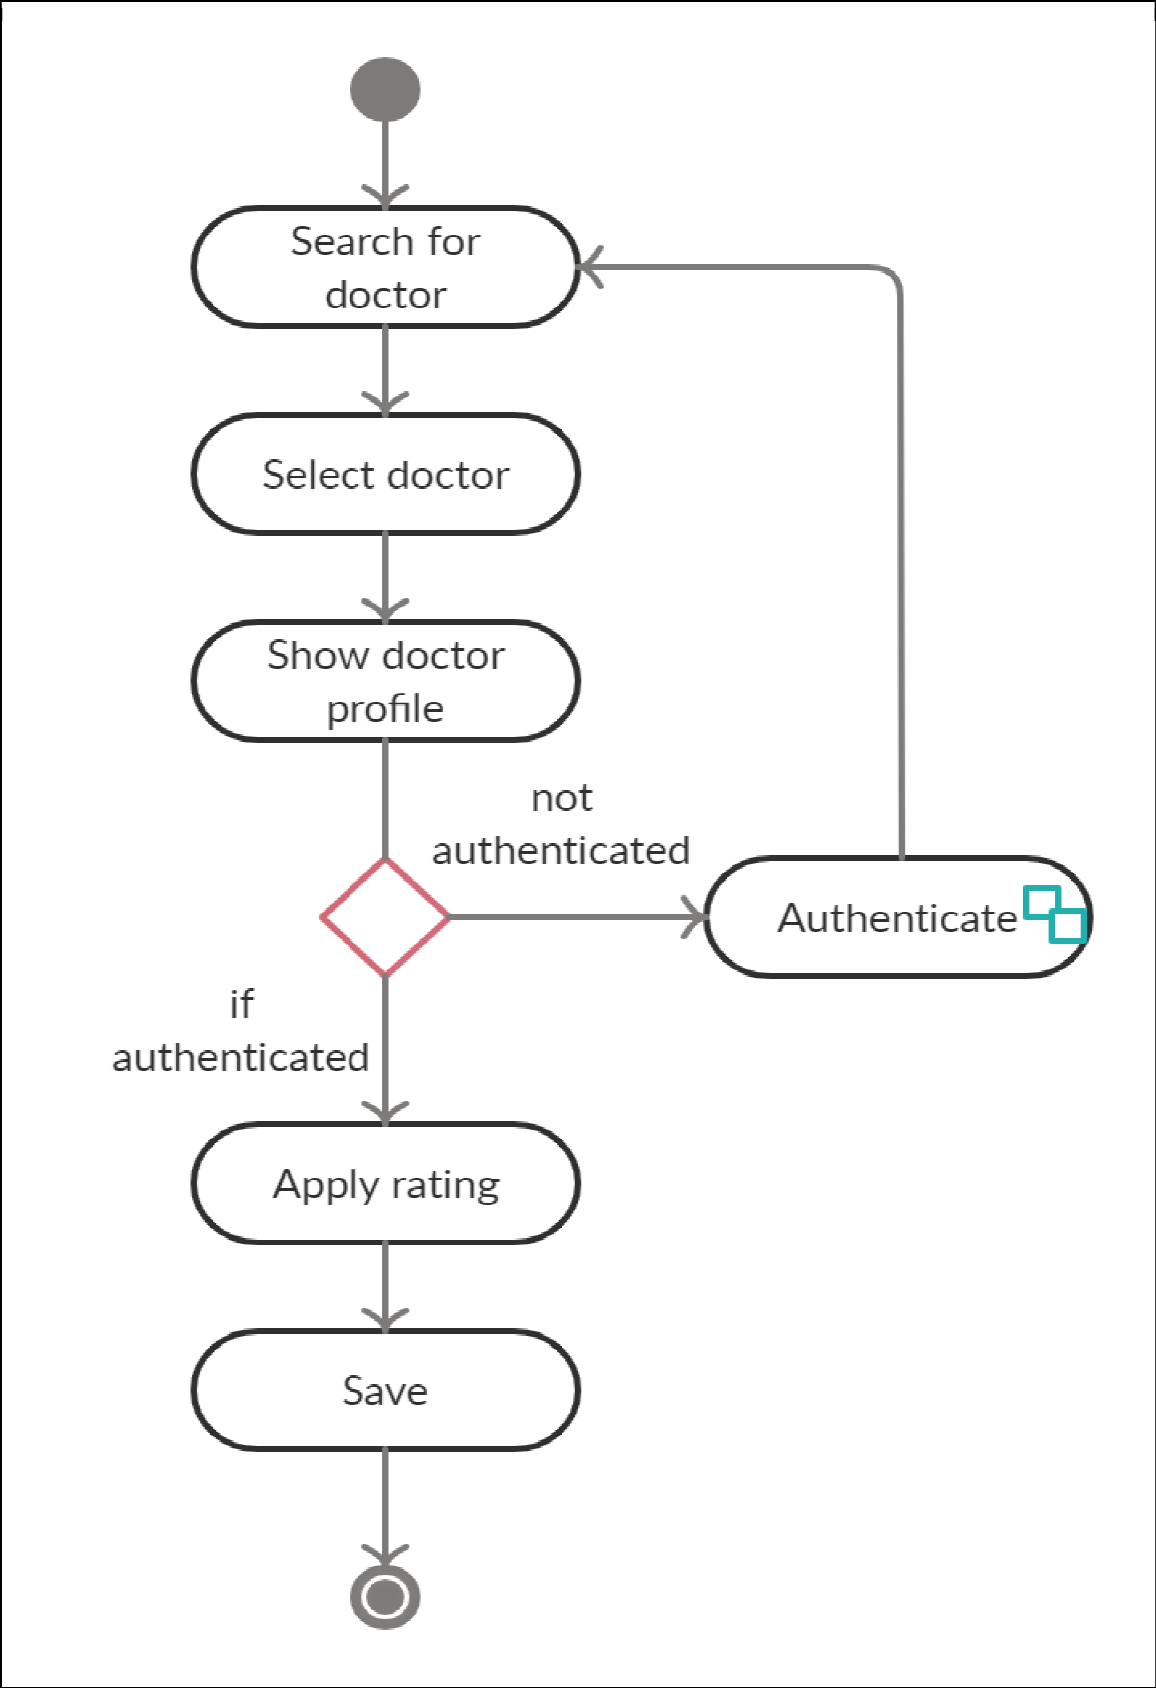 Search for
doctor
Select doctor
Show doctor
profile
not
authenticated
Authenticate
if
authenticated
Apply rating
Save